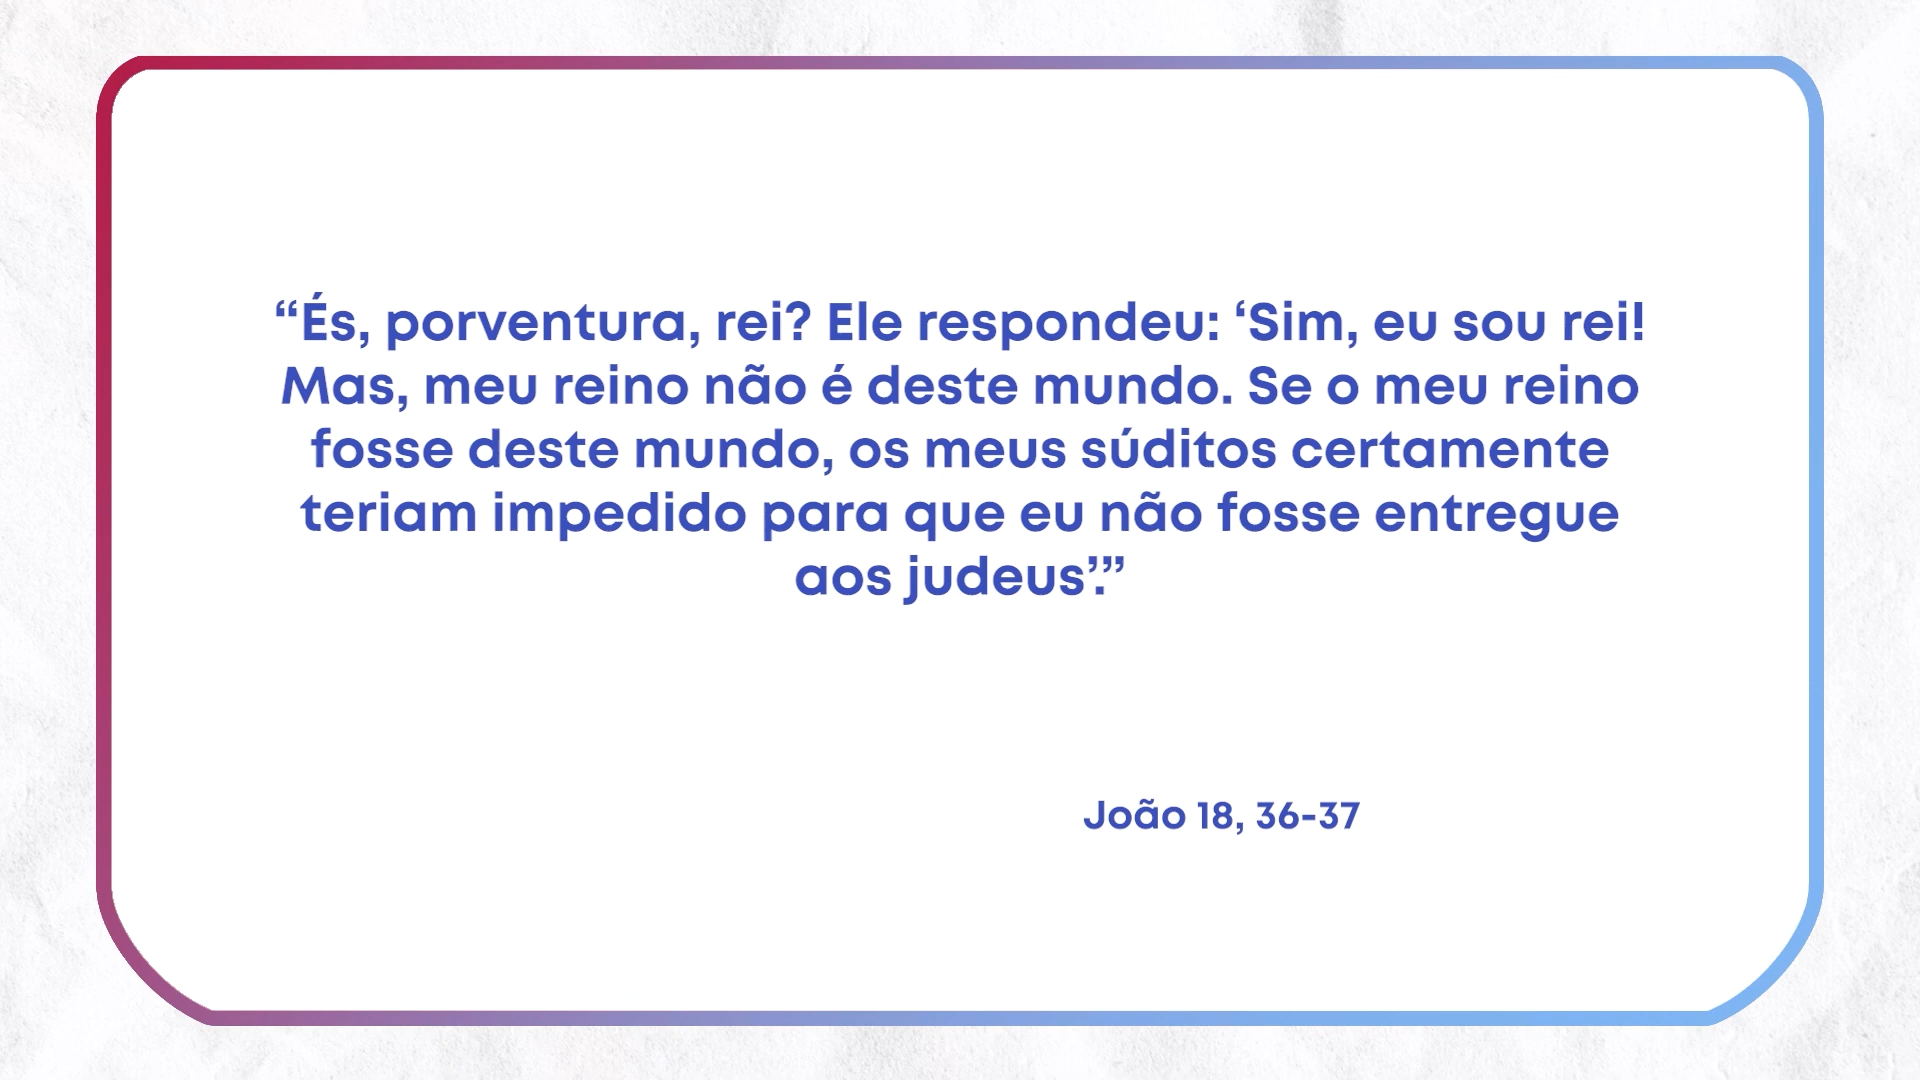 “És, porventura, rei? Ele respondeu: ‘Sim, eu sou rei!
Mas, meu reino não é deste mundo. Se o meu reino
fosse deste mundo, os meus súditos certamente
teriam impedido para que eu não fosse entregue
aos judeus’.”
João 18, 36-37